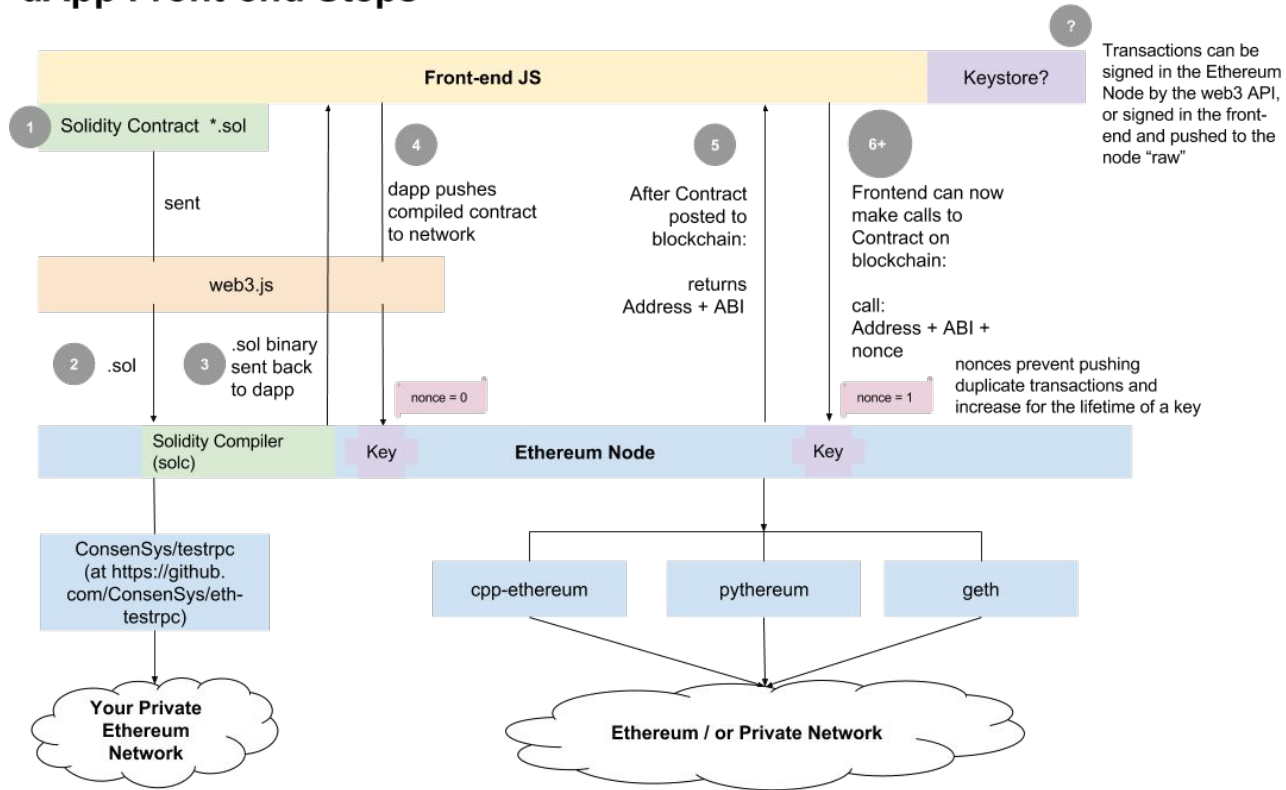 dApp Front-end Steps
?
Transactions can be
signed in the Ethereum
Node by the web3 API,
or signed in the front-
end and pushed to the
node “raw”
Front-end JS
Keystore?
1
Solidity Contract *.sol
sent
4
dapp pushes
compiled contract
to network
5
After Contract
posted to
blockchain:
returns
Address + ABI
6+
Frontend can now
make calls to
Contract on
blockchain:
call:
Address + ABI +
nonce
web3.js
2
.sol
3
.sol binary
sent back
to dapp
nonce = 0
nonce = 1
nonces prevent pushing
duplicate transactions and
increase for the lifetime of a key
Solidity Compiler
(solc)
Key
Ethereum Node
Key
ConsenSys/testrpc
(at https://github.
com/ConsenSys/eth-
testrpc)
cpp-ethereum
pythereum
geth
Your Private
Ethereum
Network
Ethereum / or Private Network